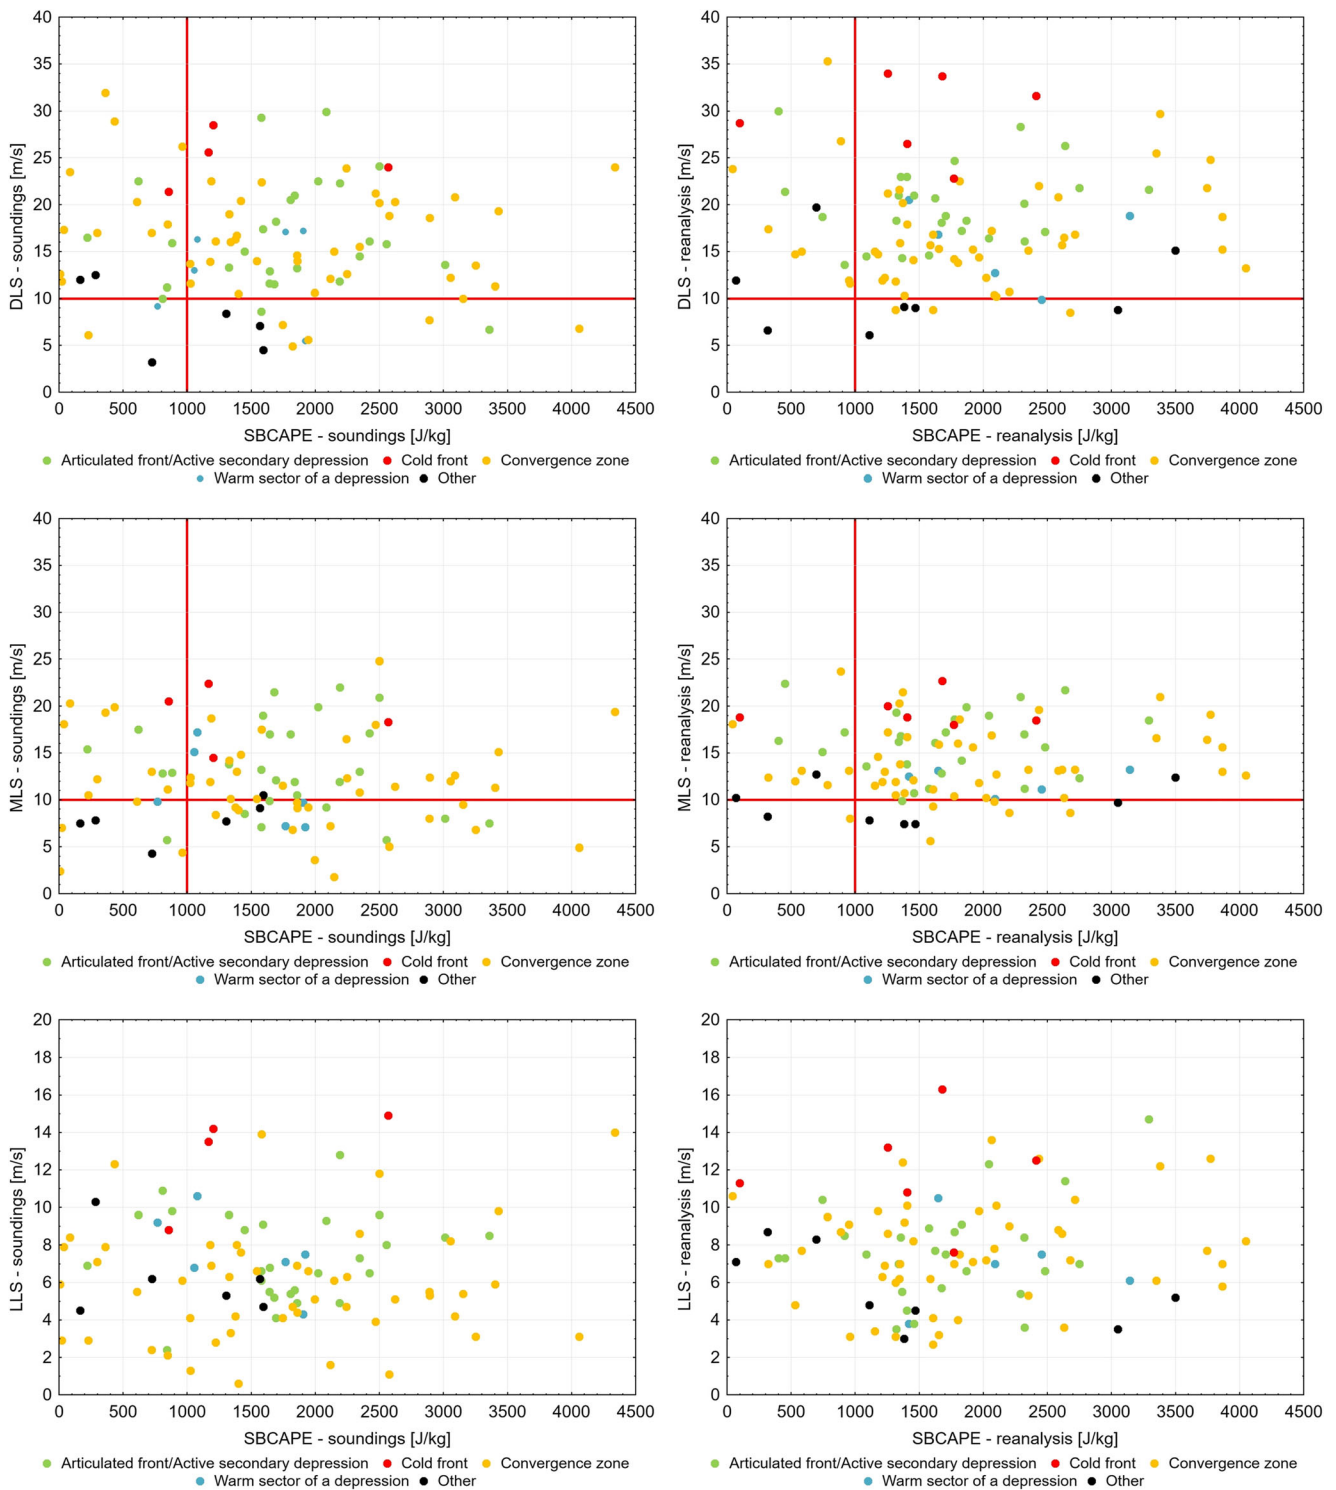 40
35
30
25
20
15
10
5
0
DLS - soundings [m/s]
0 500 1000 1500 2000 2500 3000 3500 4000 4500
SBCAPE - soundings [J/kg]
Articulated front/Active secondary depression Cold front Convergence zone
Warm sector of a depression Other
40
35
30
25
20
15
10
5
0
DLS - reanalysis [m/s]
0 500 1000 1500 2000 2500 3000 3500 4000 4500
SBCAPE - reanalysis [J/kg]
Articulated front/Active secondary depression Cold front Convergence zone
Warm sector of a depression Other
40
35
30
25
20
15
10
5
0
MLS - soundings [m/s]
0 500 1000 1500 2000 2500 3000 3500 4000 4500
SBCAPE - soundings [J/kg]
Articulated front/Active secondary depression Cold front Convergence zone
Warm sector of a depression Other
40
35
30
25
20
15
10
5
0
MLS - reanalysis [m/s]
0 500 1000 1500 2000 2500 3000 3500 4000 4500
SBCAPE - reanalysis [J/kg]
Articulated front/Active secondary depression Cold front Convergence zone
Warm sector of a depression Other
20
18
16
14
12
10
8
6
4
2
0
LLS - soundings [m/s]
0 500 1000 1500 2000 2500 3000 3500 4000 4500
SBCAPE - soundings [J/kg]
Articulated front/Active secondary depression Cold front Convergence zone
Warm sector of a depression Other
20
18
16
14
12
10
8
6
4
2
0
LLS - reanalysis [m/s]
0 500 1000 1500 2000 2500 3000 3500 4000 4500
SBCAPE - reanalysis [J/kg]
Articulated front/Active secondary depression Cold front Convergence zone
Warm sector of a depression Other